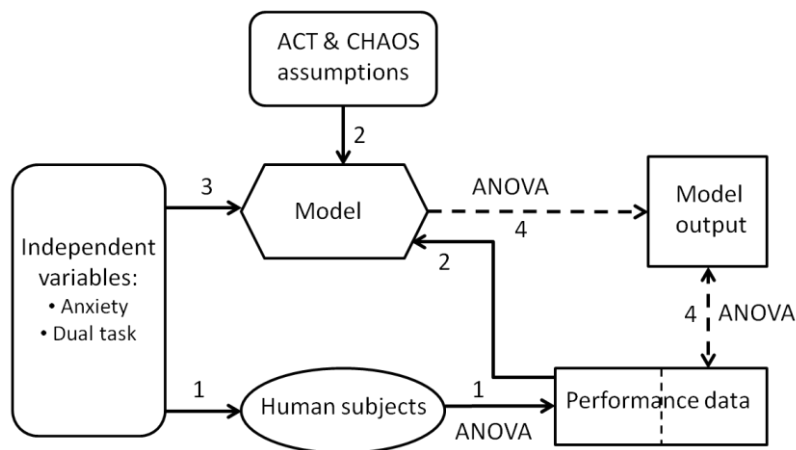 ACT & CHAOS
assumptions
2
3
Model
ANOVA
4
Model
output
Independent
variables:
• Anxiety
• Dual task
2
4 ANOVA
1
Human subjects
1
ANOVA
Performance data